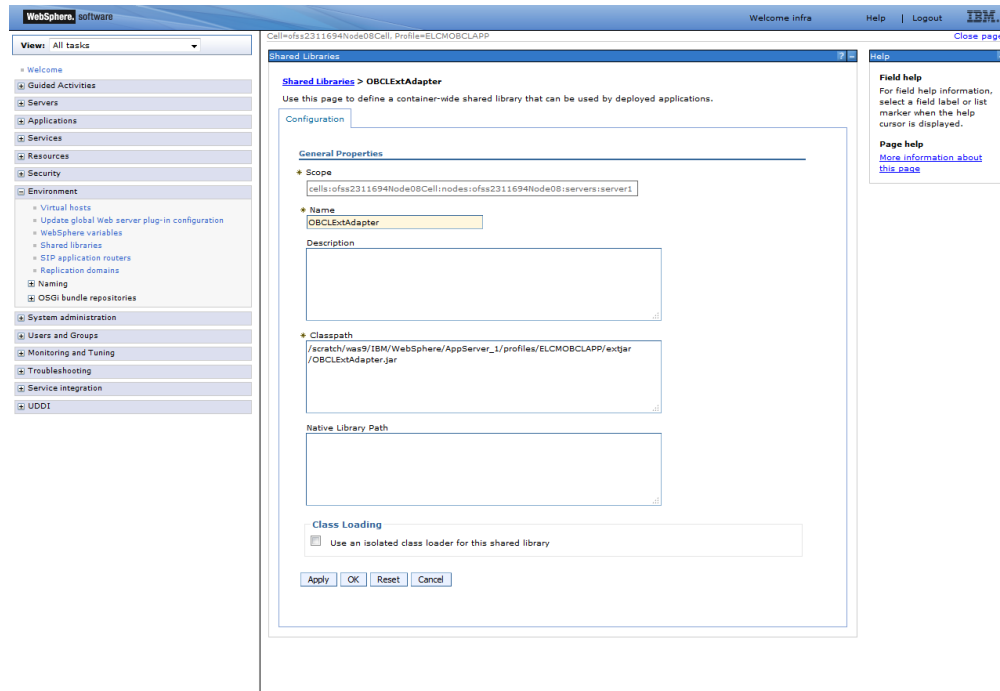 WebSphere. software
Welcome infra
Help | Logout
IBM.
View: All tasks
Cell=ofss2311694Node08Cell, Profile=ELCMOBCLAPP
Close page
Welcome
Guided Activities
Servers
Applications
Services
Resources
Security
Environment
Virtual hosts
Update global Web server plug-in configuration
WebSphere variables
Shared libraries
SIP application routers
Replication domains
Naming
OSGi bundle repositories
System administration
Users and Groups
Monitoring and Tuning
Troubleshooting
Service integration
UDDI
Shared Libraries
? -
Shared Libraries > OBCLExtAdapter
Use this page to define a container-wide shared library that can be used by deployed applications.
Configuration
General Properties
* Scope
cells:ofss2311694Node08Cell:nodes:ofss2311694Node08:servers:server1
* Name
OBCLExtAdapter
Description
* Classpath
/scratch/was9/IBM/WebSphere/AppServer_1/profiles/ELCMOBCLAPP/extjar
/OBCLExtAdapter.jar
Native Library Path
Class Loading
Use an isolated class loader for this shared library
Apply
OK
Reset
Cancel
Help
Field help
For field help information,
select a field label or list
marker when the help
cursor is displayed.
Page help
More information about
this page